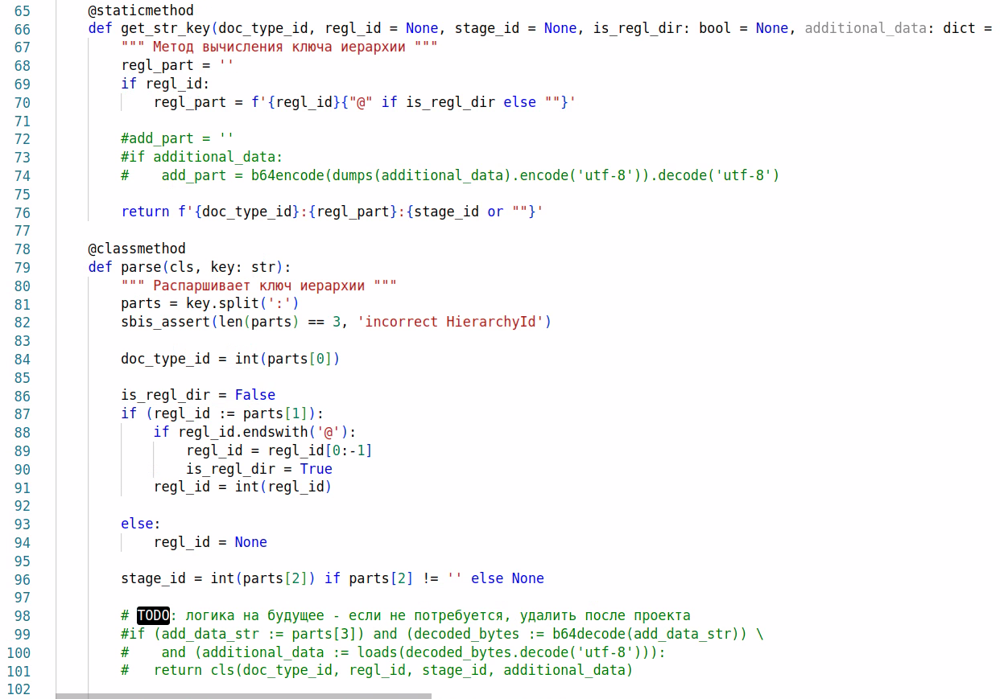 65 @staticmethod
66 def get_str_key(doc_type_id, regl_id = None, stage_id = None, is_regl_dir: bool = None, additional_data: dict =
67 """ Метод вычисления ключа иерархии """
68 regl_part = ''
69 if regl_id:
70 regl_part = f'{regl_id}{"@" if is_regl_dir else ""}'
71
72 #add_part = ''
73 #if additional_data:
74 #    add_part = b64encode(dumps(additional_data).encode('utf-8')).decode('utf-8')
75
76 return f'{doc_type_id}:{regl_part}:{stage_id or ""}'
77
78 @classmethod
79 def parse(cls, key: str):
80 """ Распаршивает ключ иерархии """
81 parts = key.split(':')
82 sbis_assert(len(parts) == 3, 'incorrect HierarchyId')
83
84 doc_type_id = int(parts[0])
85
86 is_regl_dir = False
87 if (regl_id := parts[1]):
88 if regl_id.endswith('@'):
89 regl_id = regl_id[0:-1]
90 is_regl_dir = True
91 regl_id = int(regl_id)
92
93 else:
94 regl_id = None
95
96 stage_id = int(parts[2]) if parts[2] != '' else None
97
98 # TODO: логика на будущее - если не потребуется, удалить после проекта
99 #if (add_data_str := parts[3]) and (decoded_bytes := b64decode(add_data_str)) \
100 #    and (additional_data := loads(decoded_bytes.decode('utf-8'))):
101 #   return cls(doc_type_id, regl_id, stage_id, additional_data)
102